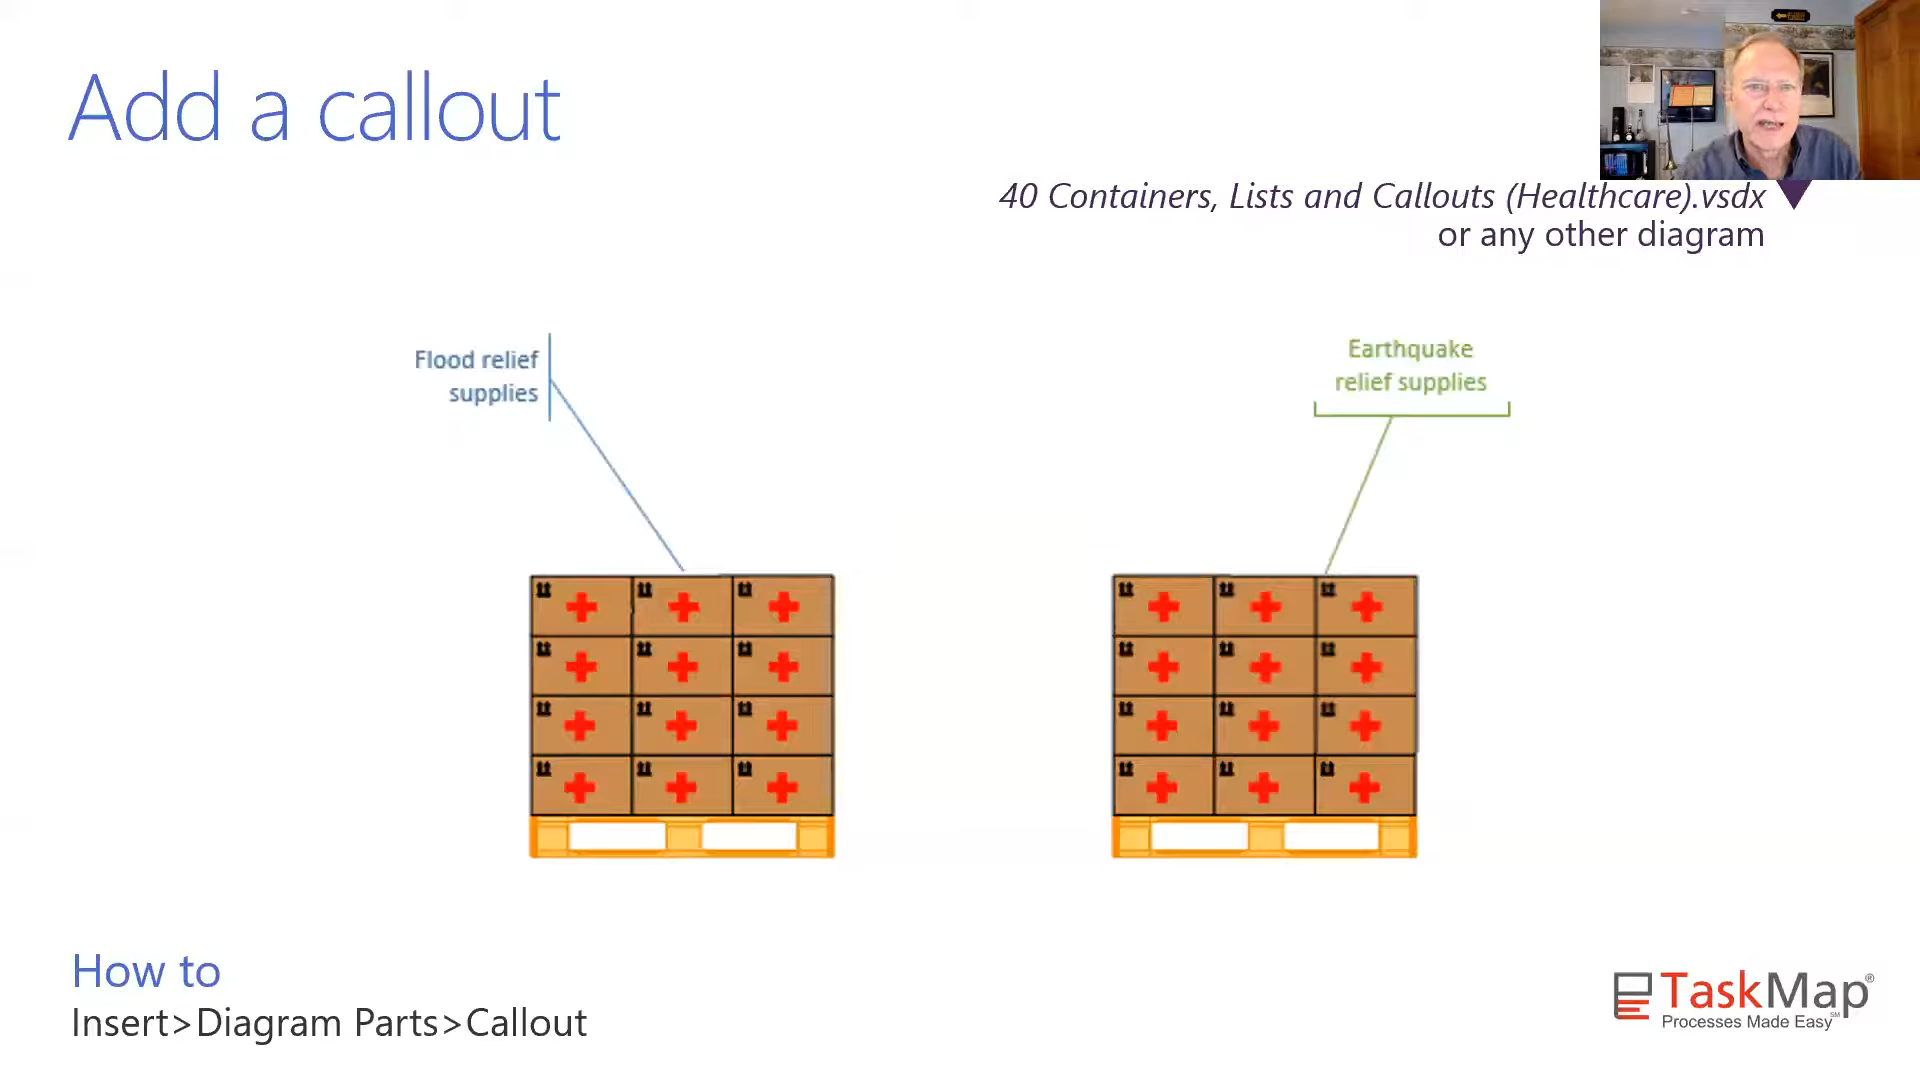 Add a callout
40 Containers, Lists and Callouts (Healthcare).vsdx
or any other diagram
Flood relief
supplies
Earthquake
relief supplies
How to
Insert>Diagram Parts>Callout
TaskMap®
Processes Made Easy℠